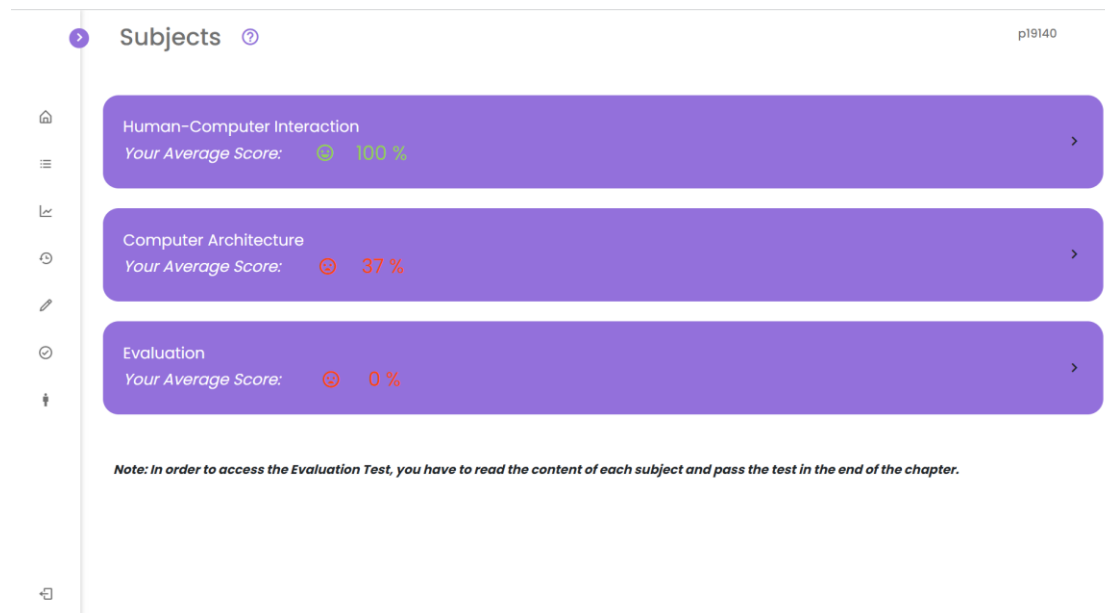 Subjects
p19140
Human-Computer Interaction
Your Average Score: 100 %
Computer Architecture
Your Average Score: 37 %
Evaluation
Your Average Score: 0 %
Note: In order to access the Evaluation Test, you have to read the content of each subject and pass the test in the end of the chapter.